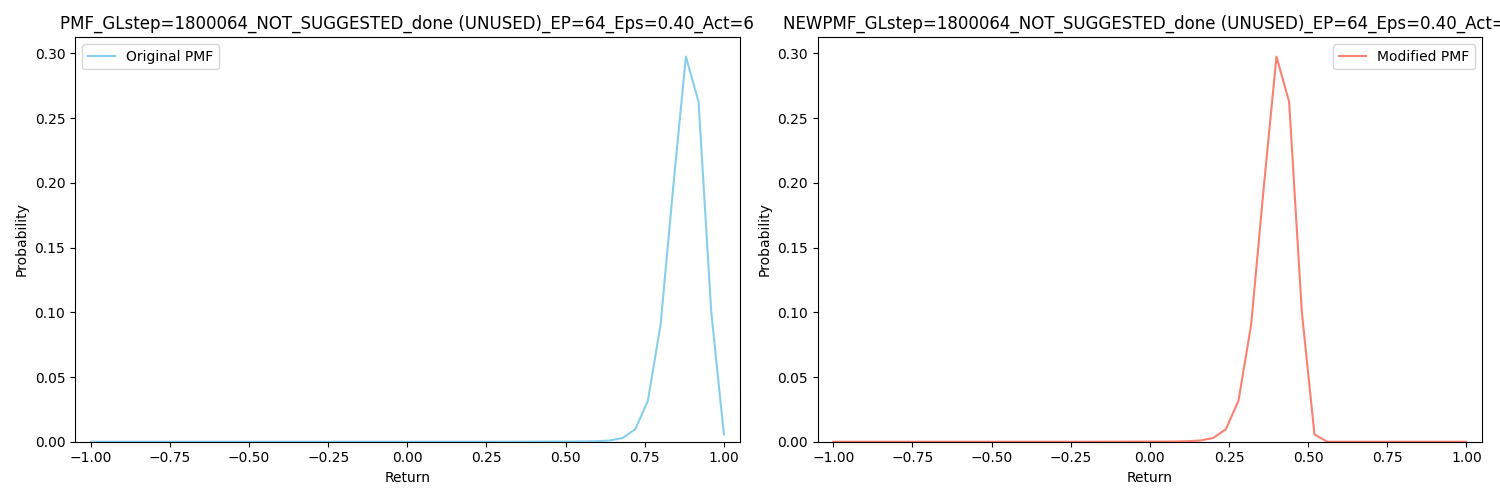 PMF_GLstep=1800064_NOT_SUGGESTED_done (UNUSED)_EP=64_Eps=0.40_Act=6
Original PMF
0.30
0.25
0.20
0.15
0.10
0.05
0.00
Probability
−1.00 −0.75 −0.50 −0.25 0.00 0.25 0.50 0.75 1.00
Return
NEWPMF_GLstep=1800064_NOT_SUGGESTED_done (UNUSED)_EP=64_Eps=0.40_Act=
Modified PMF
0.30
0.25
0.20
0.15
0.10
0.05
0.00
Probability
−1.00 −0.75 −0.50 −0.25 0.00 0.25 0.50 0.75 1.00
Return